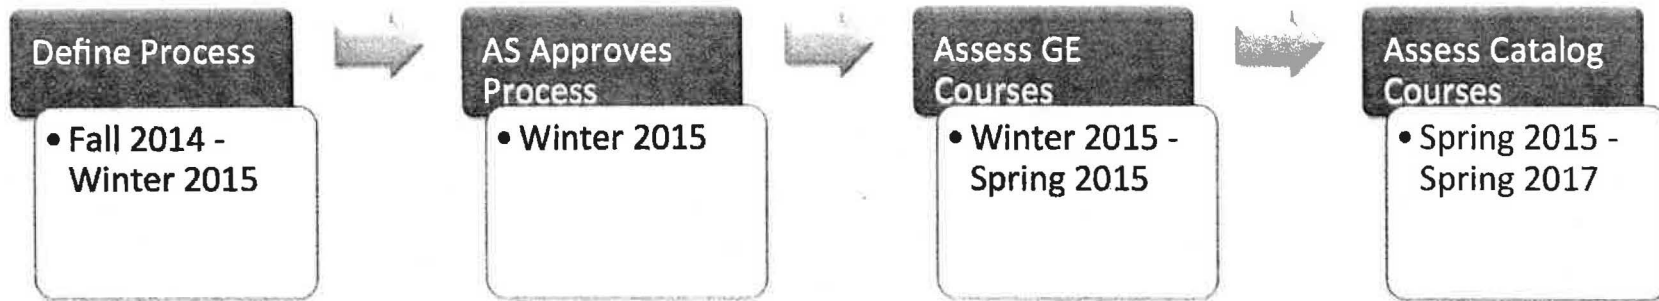 Define Process
• Fall 2014 -
Winter 2015
AS Approves
Process
• Winter 2015
Assess GE
Courses
• Winter 2015 -
Spring 2015
Assess Catalog
Courses
• Spring 2015 -
Spring 2017